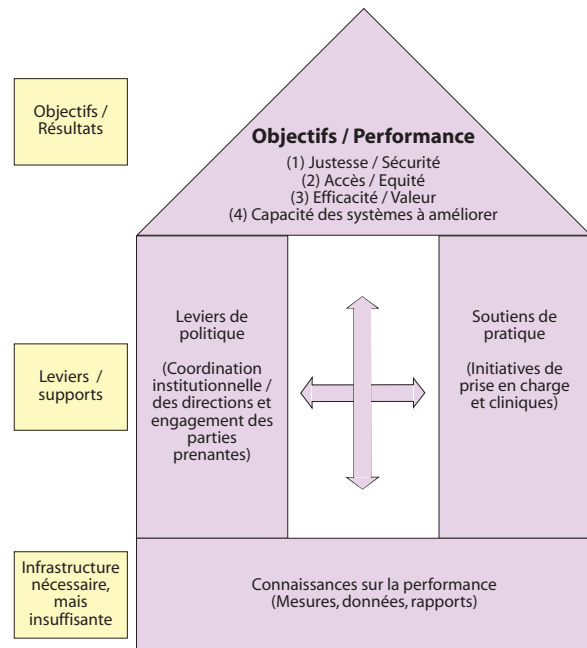 Objectifs /
Résultats
Objectifs / Performance
(1) Justesse / Sécurité
(2) Accès / Equité
(3) Efficacité / Valeur
(4) Capacité des systèmes à améliorer
Leviers /
supports
Leviers de
politique
(Coordination
institutionnelle /
des directions et
engagement des
parties
prenantes)
Soutiens de
pratique
(Initiatives de
prise en charge
et cliniques)
Infrastructure
nécessaire,
mais
insuffisante
Connaissances sur la performance
(Mesures, données, rapports)